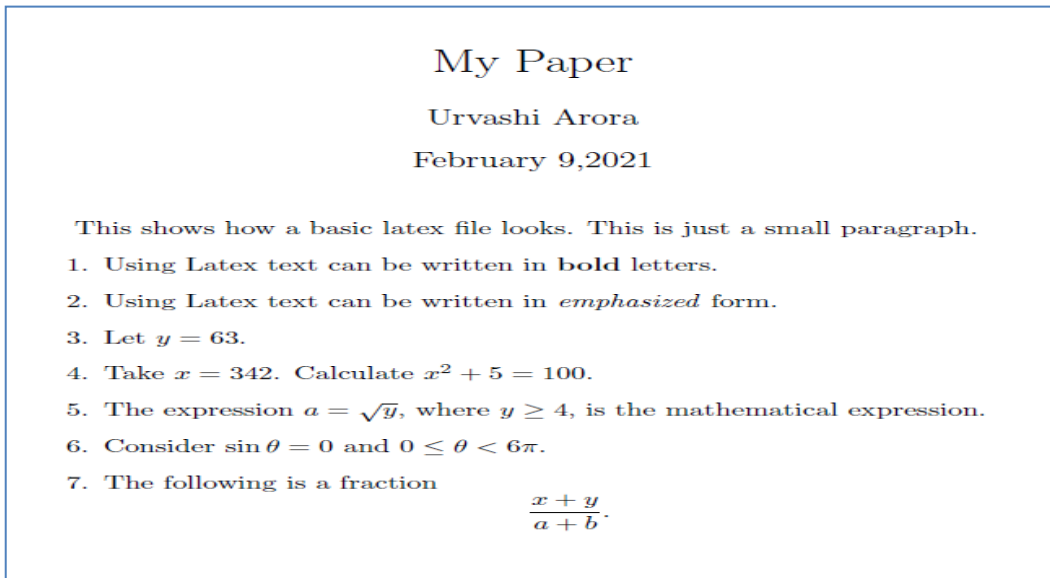 My Paper
Urvashi Arora
February 9,2021
This shows how a basic latex file looks. This is just a small paragraph.
1. Using Latex text can be written in bold letters.
2. Using Latex text can be written in emphasized form.
3. Let y = 63.
4. Take x = 342. Calculate x² + 5 = 100.
5. The expression a = √y, where y ≥ 4, is the mathematical expression.
6. Consider sin θ = 0 and 0 ≤ θ < 6π.
7. The following is a fraction
x + y
a + b.